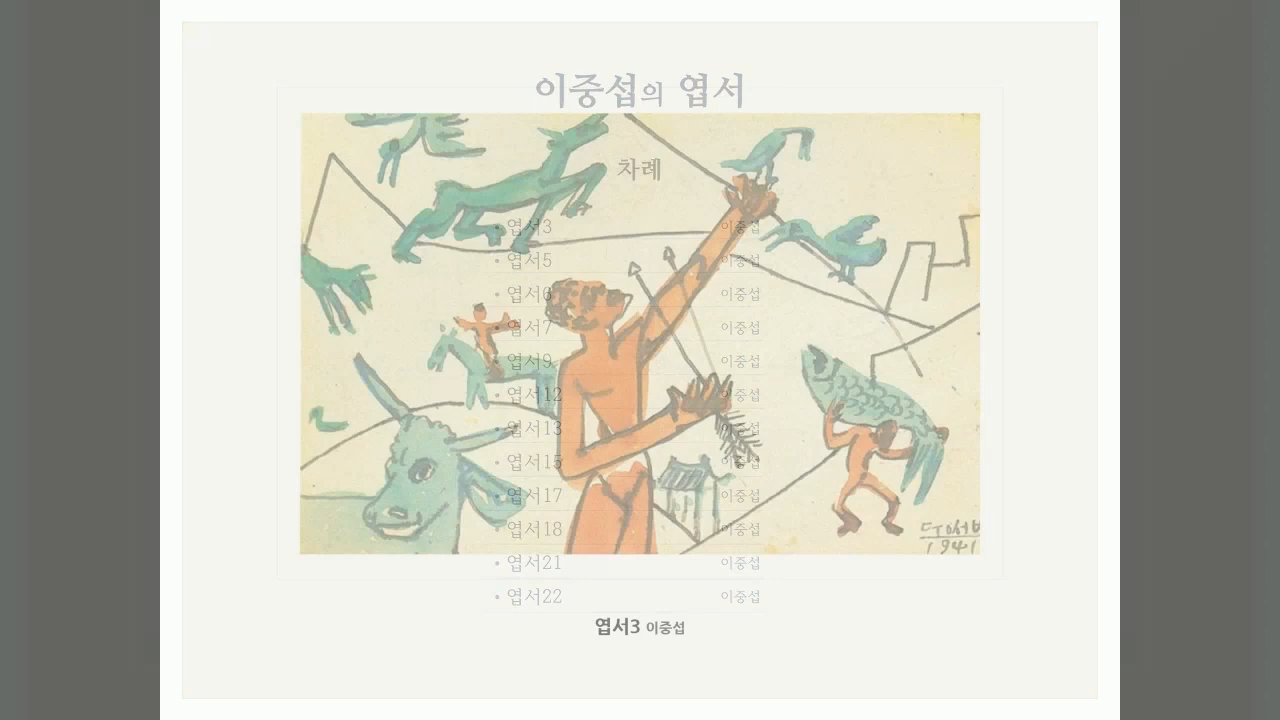 이중섭의 엽서
차례
• 엽서3 이중섭
• 엽서5 이중섭
• 엽서6 이중섭
• 엽서7 이중섭
• 엽서9 이중섭
• 엽서12 이중섭
• 엽서13 이중섭
• 엽서15 이중섭
• 엽서17 이중섭
• 엽서18 이중섭
• 엽서21 이중섭
• 엽서22 이중섭
1941
엽서3 이중섭